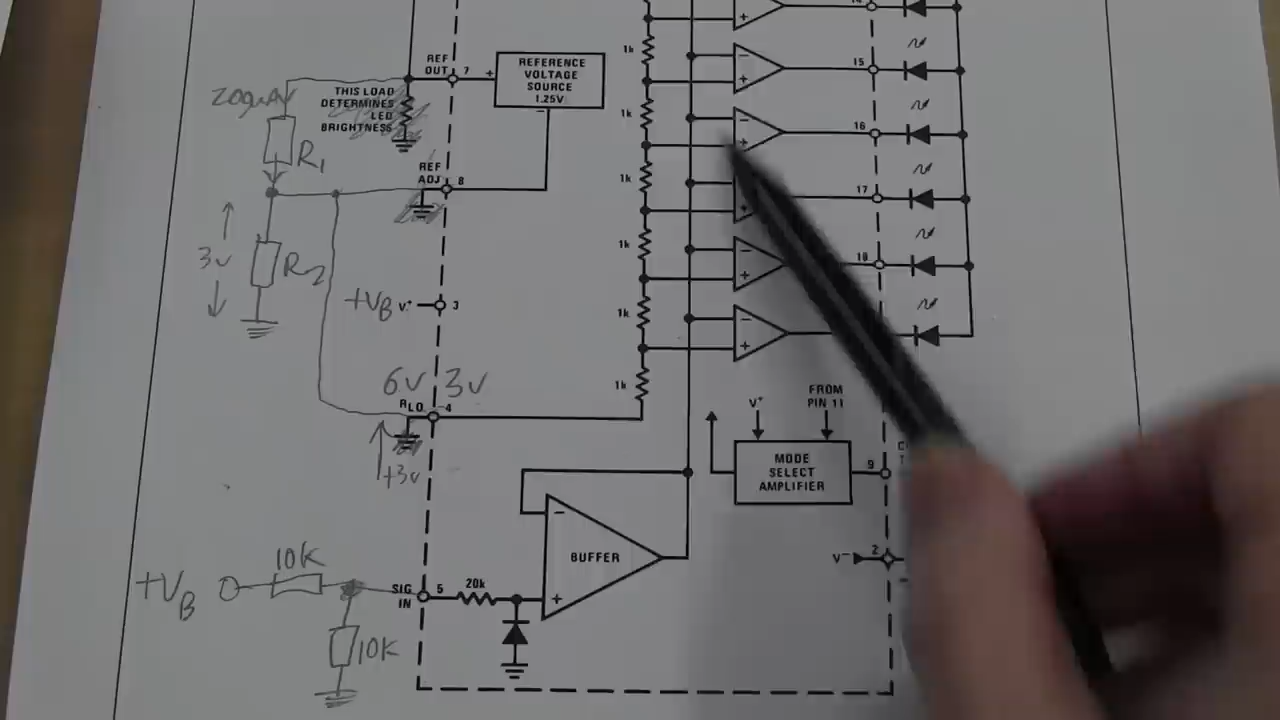 14
1k
15
REF
OUT
7
+
REFERENCE
VOLTAGE
SOURCE
1.25V
−
THIS LOAD
DETERMINES
LED
BRIGHTNESS
R1
1k
16
1k
REF
ADJ
8
17
3v
R2
1k
18
+VB
V+
3
1k
6v
3v
1k
RLO
4
+3v
FROM
PIN 11
V+
MODE
SELECT
AMPLIFIER
9
BUFFER
V−
2
10K
+VB
SIG
IN
5
20k
10K